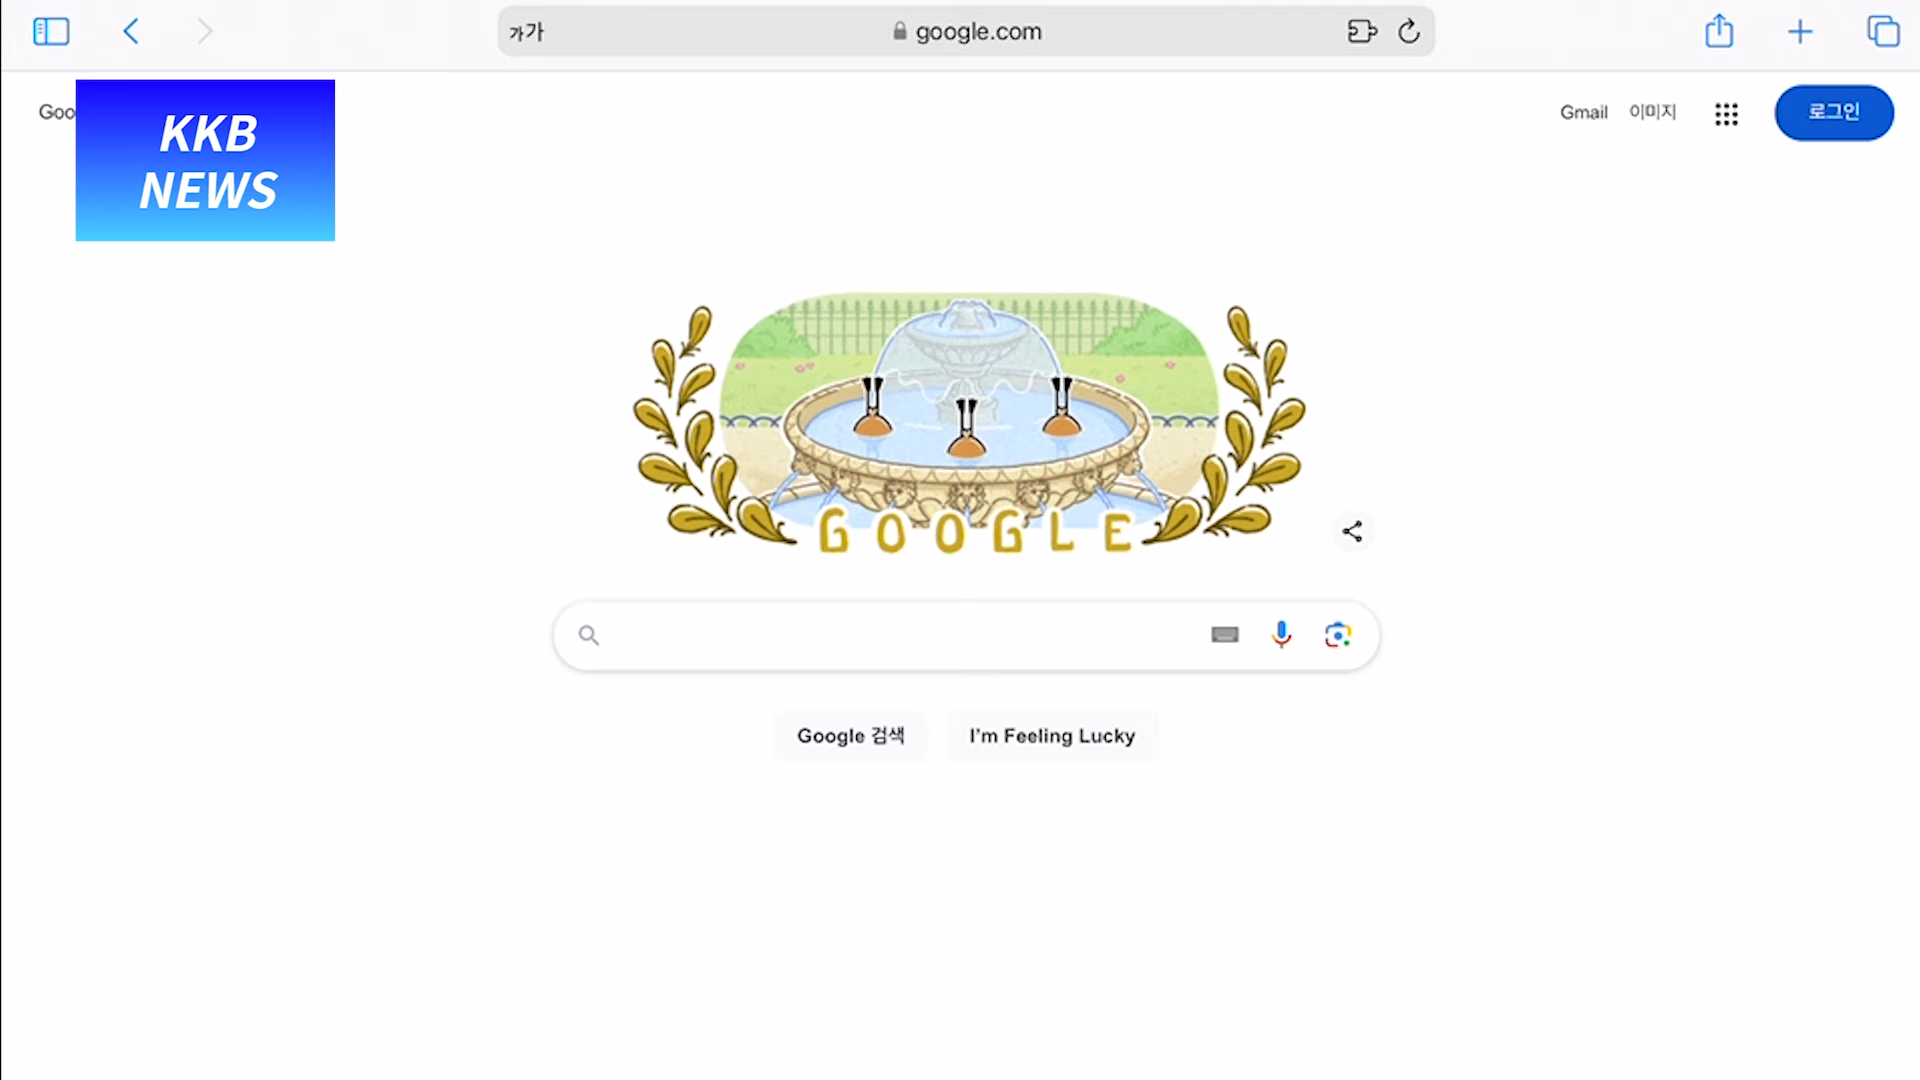 가가
google.com
Goo
KKB
NEWS
Gmail 이미지
로그인
GOOGLE
Google 검색
I'm Feeling Lucky